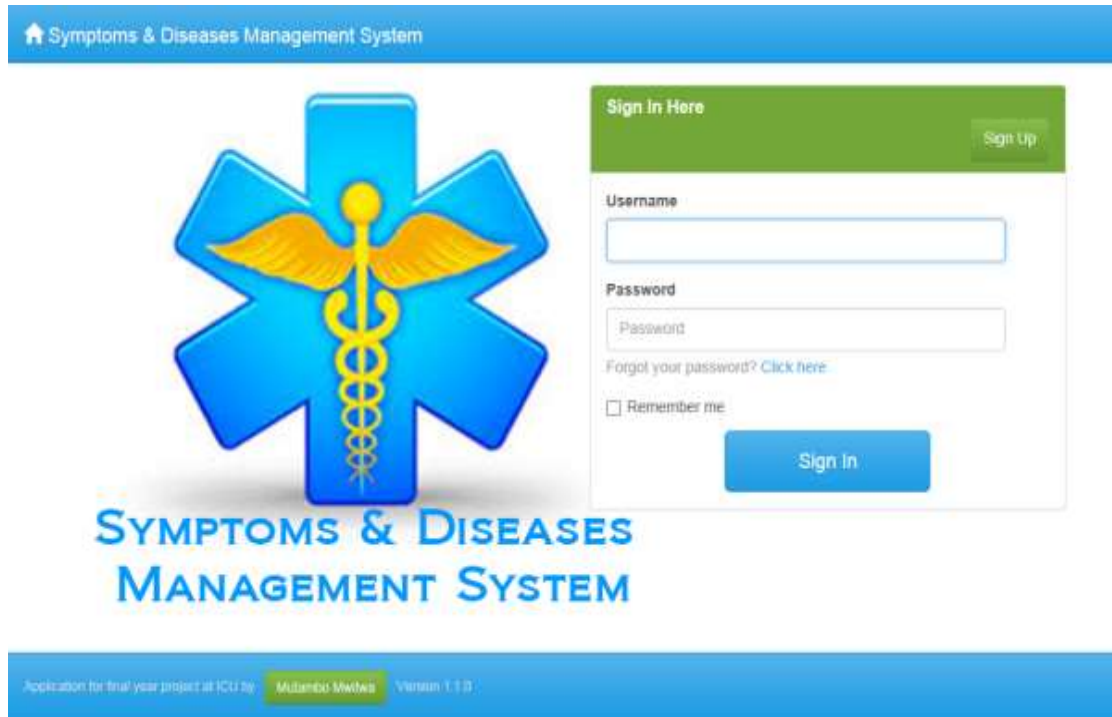 Symptoms & Diseases Management System
Sign In Here
Sign Up
Username
Password
Password
Forgot your password? Click here.
Remember me
Sign In
SYMPTOMS & DISEASES
MANAGEMENT SYSTEM
Application for final year project at ICU by Mutambo Mwitwa Version 1.1.0